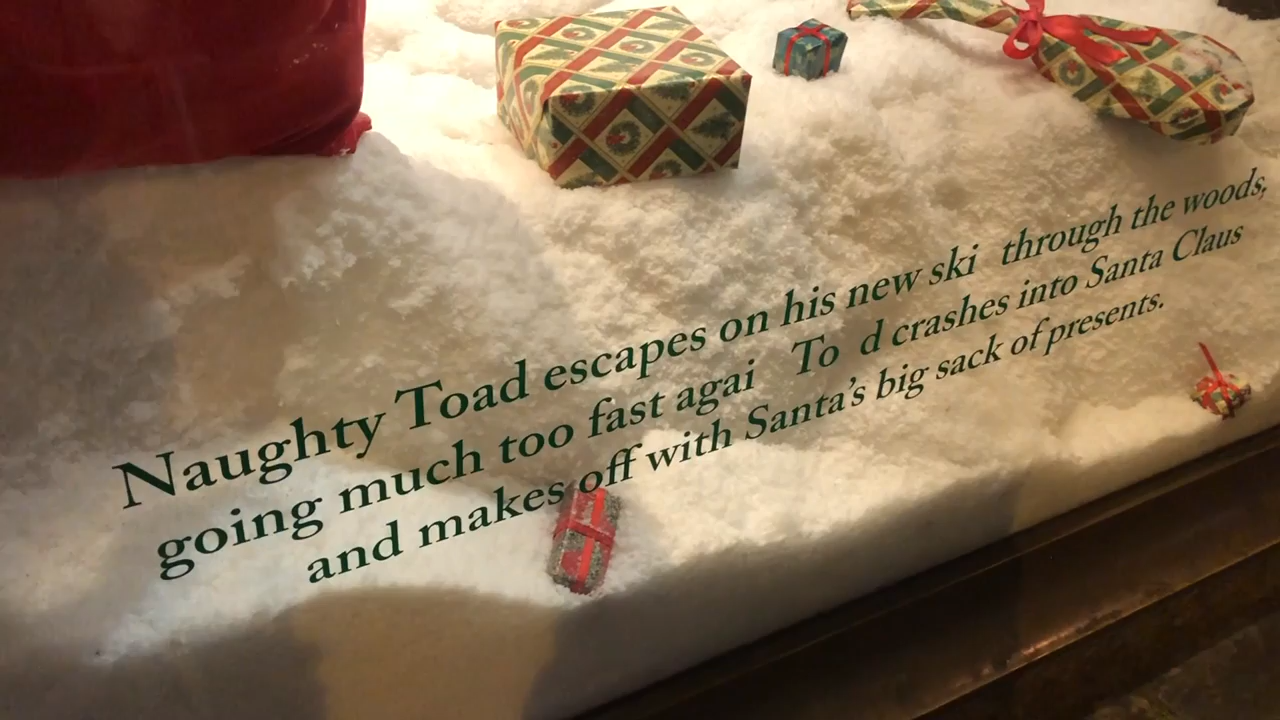 Naughty Toad escapes on his new ski through the woods,
going much too fast agai To d crashes into Santa Claus
and makes off with Santa's big sack of presents.